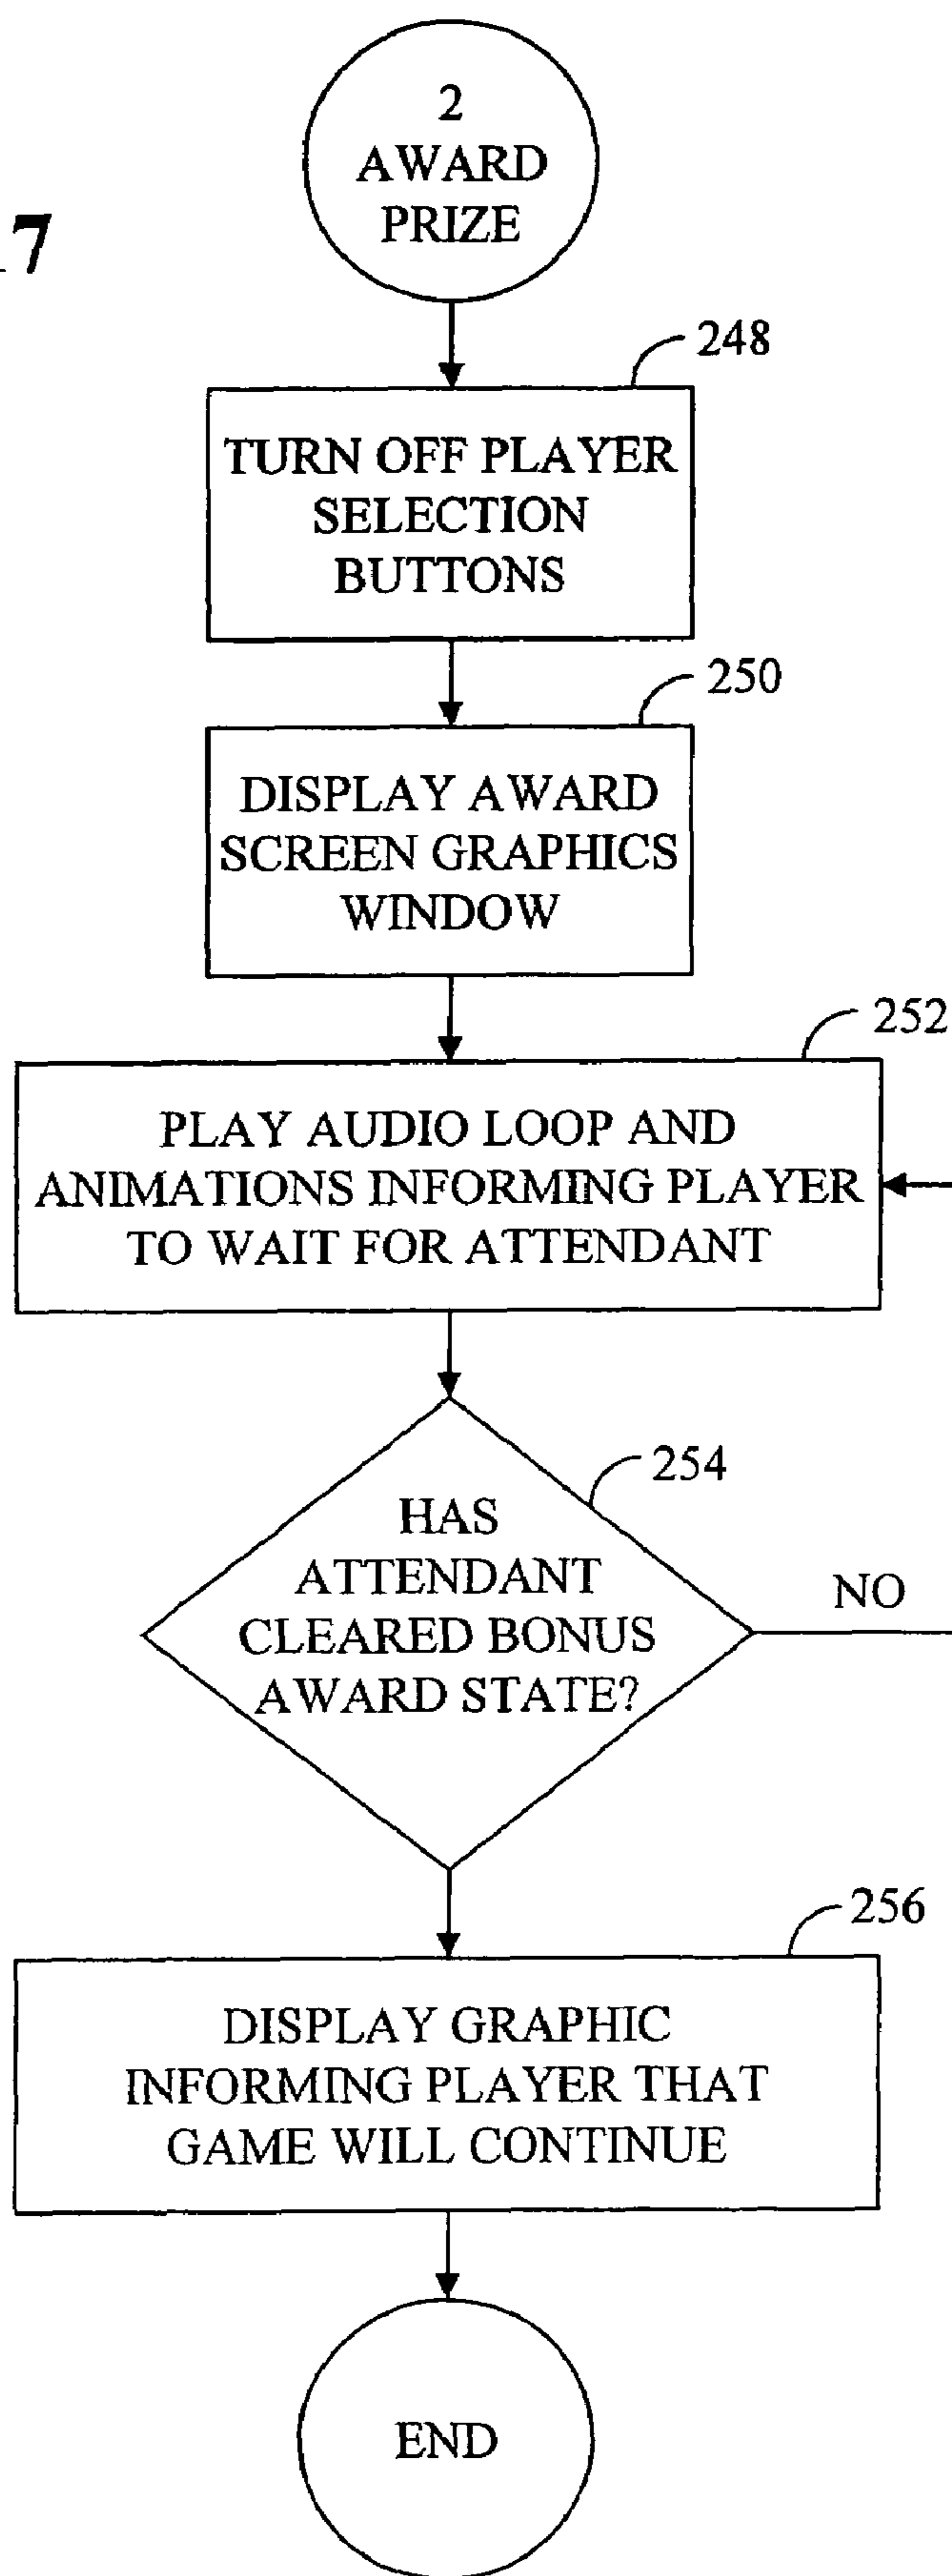 2
AWARD
PRIZE
7
248
TURN OFF PLAYER
SELECTION
BUTTONS
250
DISPLAY AWARD
SCREEN GRAPHICS
WINDOW
252
PLAY AUDIO LOOP AND
ANIMATIONS INFORMING PLAYER
TO WAIT FOR ATTENDANT
254
HAS
ATTENDANT
CLEARED BONUS
AWARD STATE?
NO
256
DISPLAY GRAPHIC
INFORMING PLAYER THAT
GAME WILL CONTINUE
END